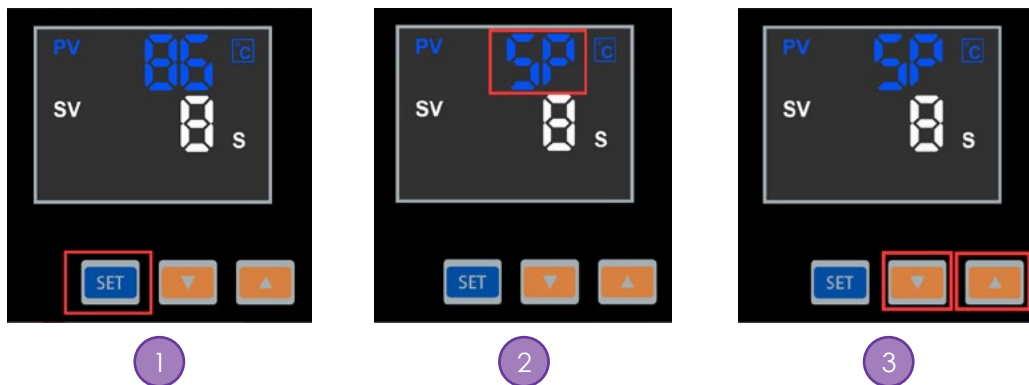 PV 86 °C
SV 8 S
SET ▼ ▲
1
PV SP °C
SV 8 S
SET ▼ ▲
2
PV SP °C
SV 8 S
SET ▼ ▲
3